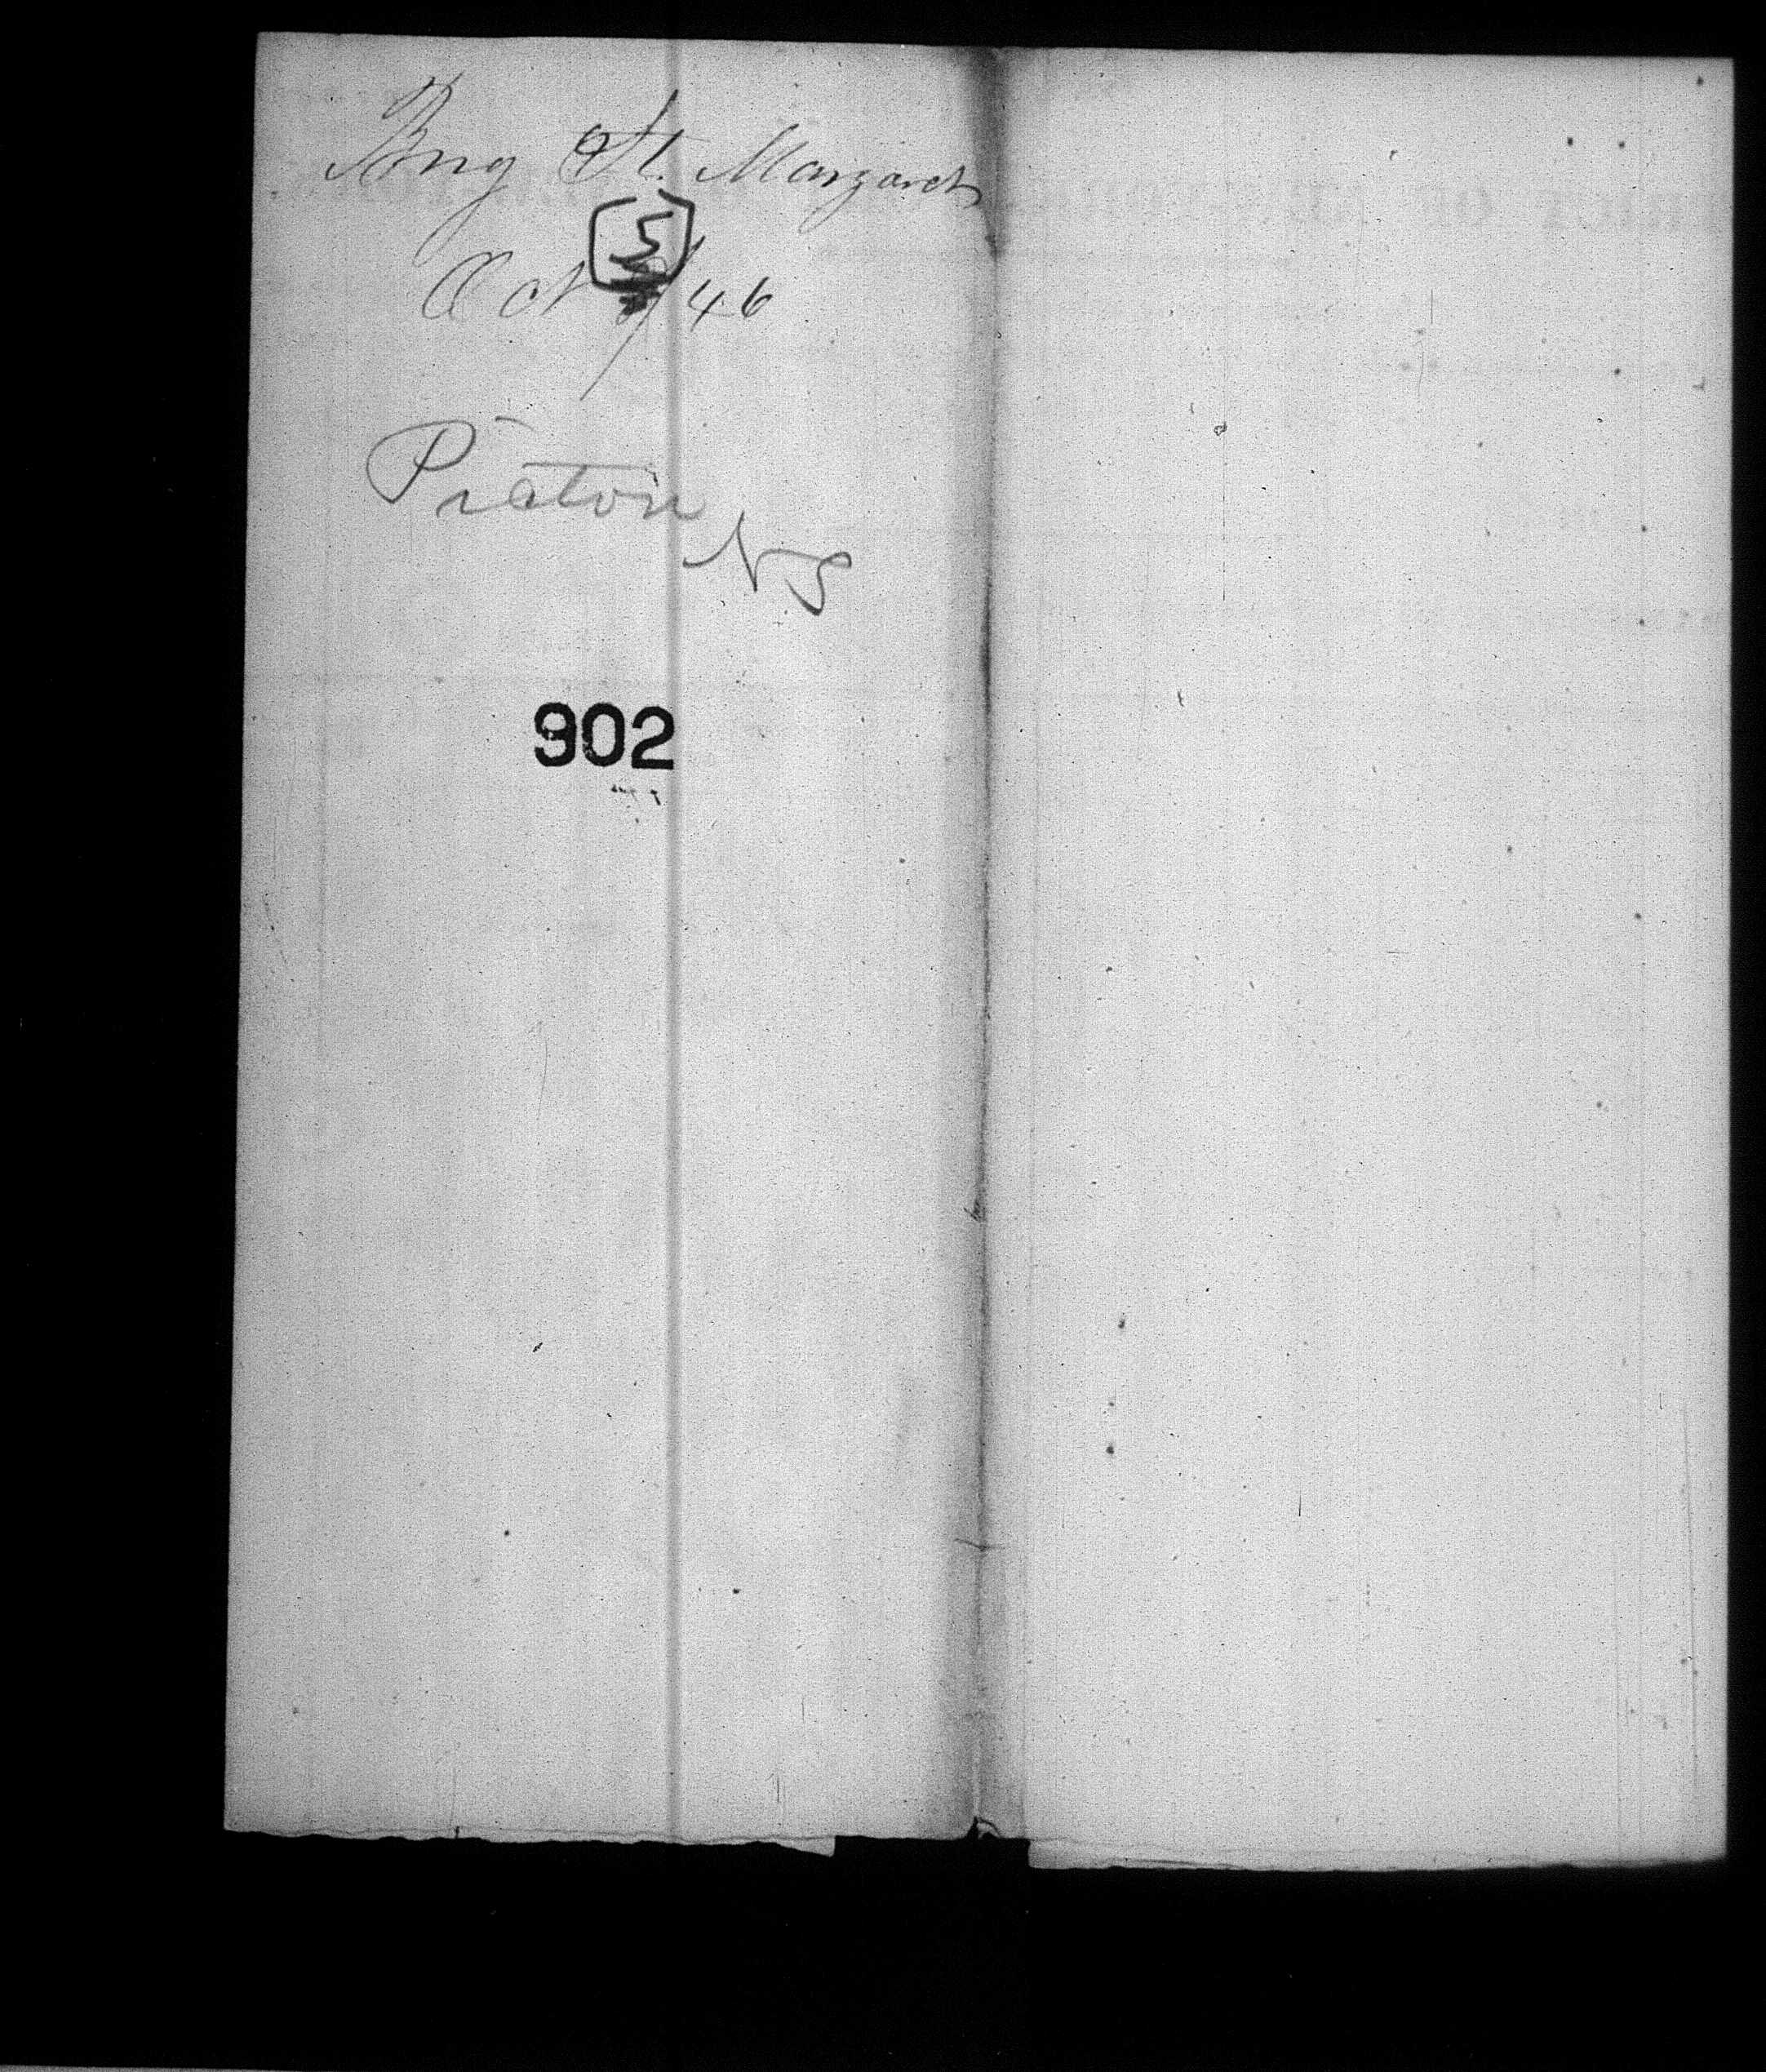 Brig St. Margaret
[5]
Oct /46
Pictou
NS
902